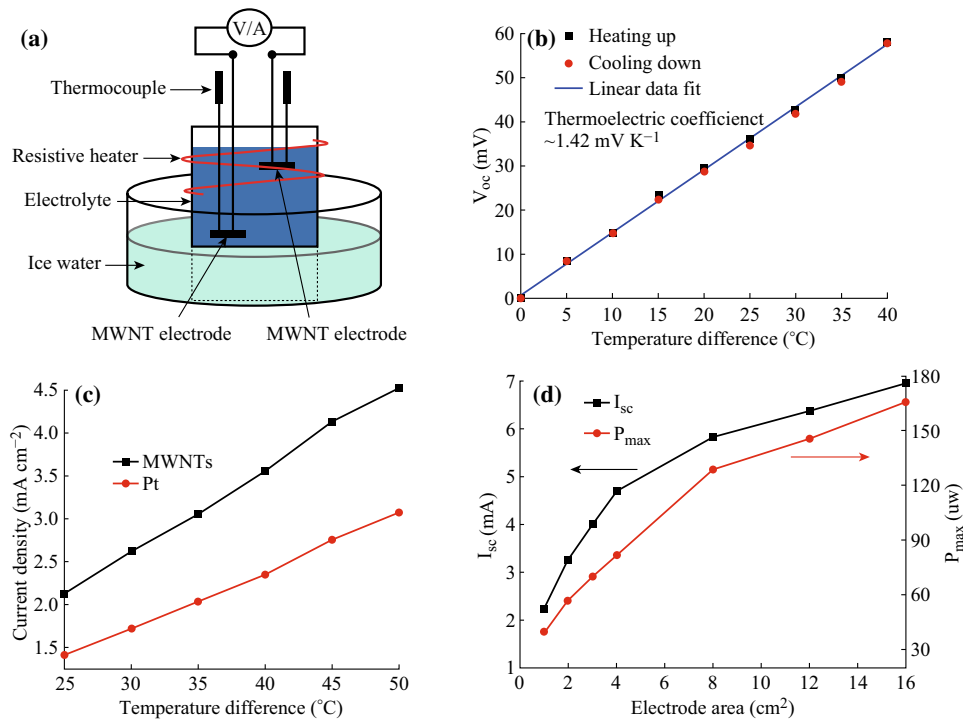 (a)
V/A
Thermocouple
Resistive heater
Electrolyte
Ice water
MWNT electrode
MWNT electrode
(b)
Heating up
Cooling down
Linear data fit
Thermoelectric coefficienct
~1.42 mV K⁻¹
60
50
40
30
20
10
0
V_oc (mV)
0 5 10 15 20 25 30 35 40
Temperature difference (°C)
(c)
MWNTs
Pt
4.5
4.0
3.5
3.0
2.5
2.0
1.5
Current density (mA cm⁻²)
25 30 35 40 45 50
Temperature difference (°C)
(d)
I_sc
P_max
7
6
5
4
3
2
1
I_sc (mA)
180
150
120
90
60
30
P_max (uw)
0 2 4 6 8 10 12 14 16
Electrode area (cm²)